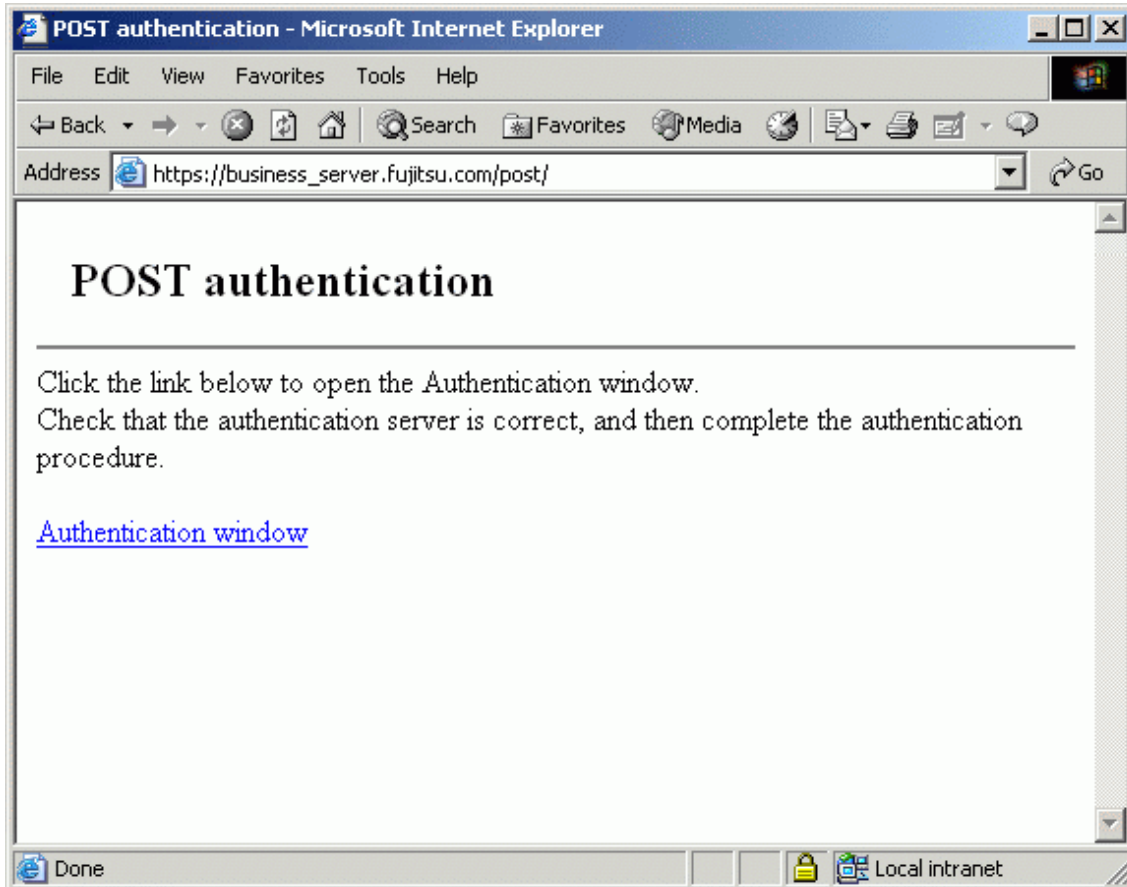 POST authentication - Microsoft Internet Explorer
File Edit View Favorites Tools Help
Back Search Favorites Media
Address https://business_server.fujitsu.com/post/ Go
POST authentication
Click the link below to open the Authentication window.
Check that the authentication server is correct, and then complete the authentication
procedure.
Authentication window
Done Local intranet